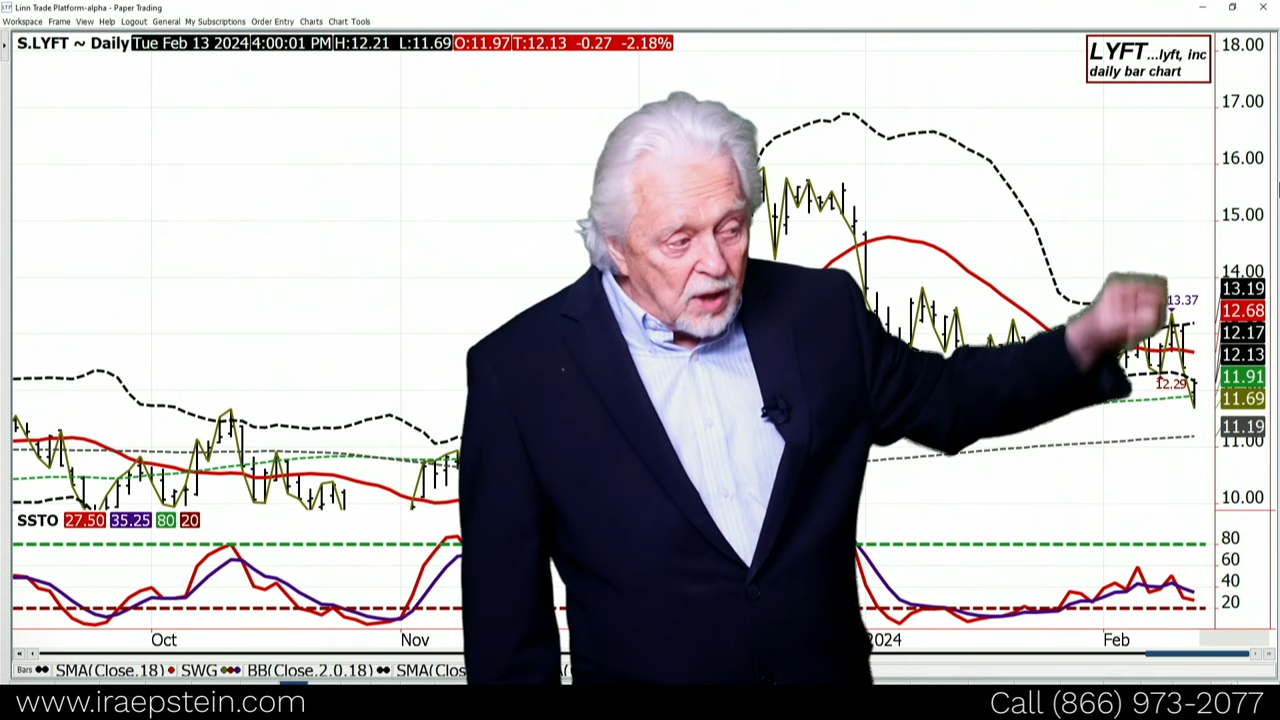 Linn Trade Platform-alpha - Paper Trading
Workspace Frame View Help Logout General My Subscriptions Order Entry Charts Chart Tools
S.LYFT ~ Daily Tue Feb 13 2024 4:00:01 PM H:12.21 L:11.69 O:11.97 T:12.13 -0.27 -2.18%
LYFT...lyft, inc
daily bar chart
18.00
17.00
16.00
15.00
14.00
13.19
13.37
12.68
12.17
12.13
11.91
12.29
11.69
11.19
11.00
10.00
SSTO 27.50 35.25 80 20
80
60
40
20
Oct Nov 2024 Feb
Bars SMA(Close,18) SWG BB(Close,2.0,18) SMA(Close
www.iraepstein.com Call (866) 973-2077